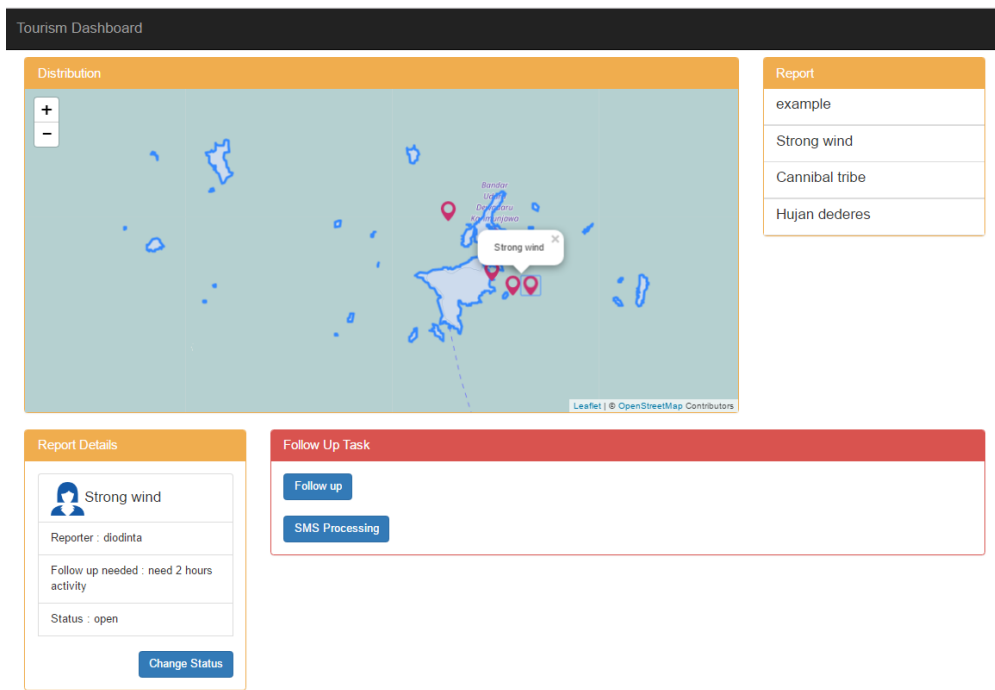 Tourism Dashboard
Distribution
+
−
Bandar
Karimunjawa
Strong wind
×
Leaflet | © OpenStreetMap Contributors
Report
example
Strong wind
Cannibal tribe
Hujan dederes
Report Details
Strong wind
Reporter : diodinta
Follow up needed : need 2 hours
activity
Status : open
Change Status
Follow Up Task
Follow up
SMS Processing